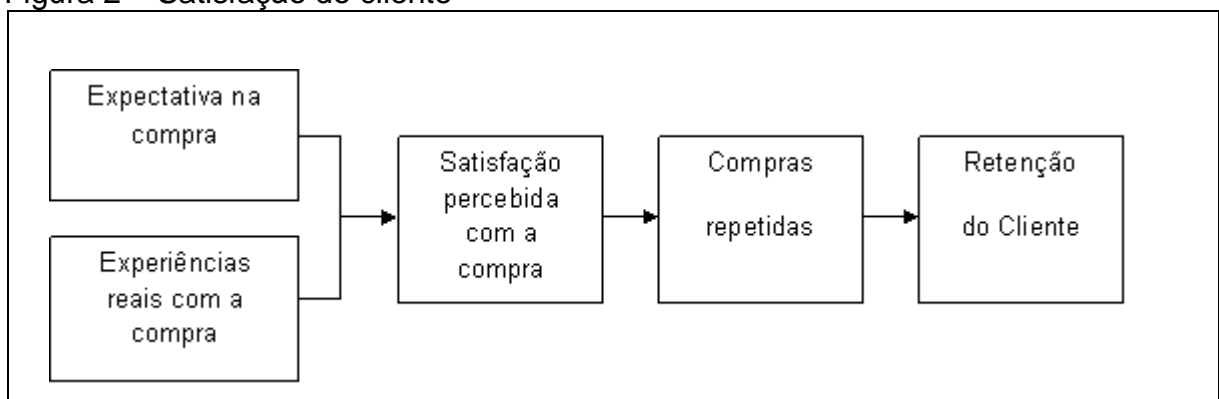 Figura 2 – Satisfação do cliente
Expectativa na
compra
Experiências
reais com a
compra
Satisfação
percebida
com a
compra
Compras
repetidas
Retenção
do Cliente